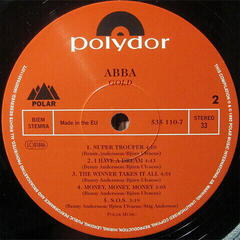 polydor
ABBA
GOLD
POLAR
BIEM
STEMRA
Made in the EU
535 110-7
STEREO
33
2
1. SUPER TROUPER 4:10
(Benny Andersson/Björn Ulvaeus)
2. I HAVE A DREAM 4:43
(Benny Andersson/Björn Ulvaeus)
3. THE WINNER TAKES IT ALL 4:54
(Benny Andersson/Björn Ulvaeus)
4. MONEY, MONEY, MONEY 3:05
(Benny Andersson/Björn Ulvaeus)
5. S.O.S. 3:19
(Benny Andersson/Björn Ulvaeus/Stig Anderson)
POLAR MUSIC